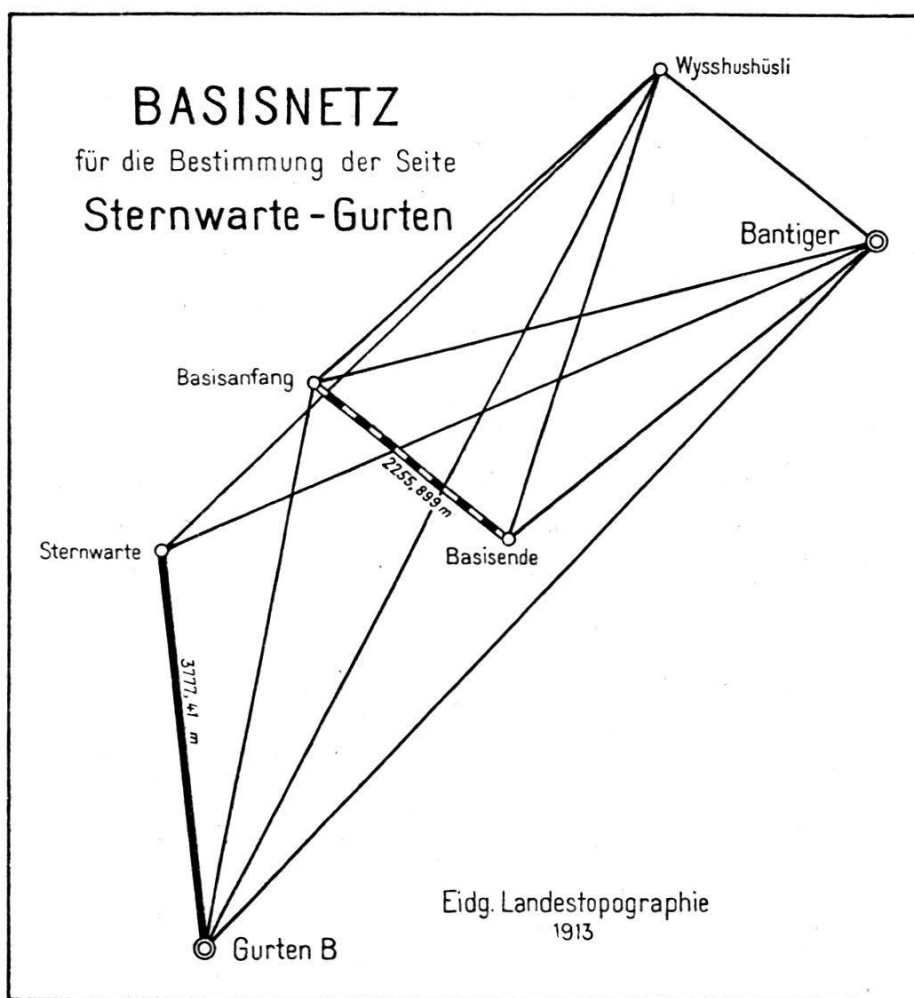 BASISNETZ
für die Bestimmung der Seite
Sternwarte-Gurten
Wysshushüsli
Bantiger
Basisanfang
2255,899 m
Basisende
Sternwarte
3777,41 m
Gurten B
Eidg. Landestopographie
1913